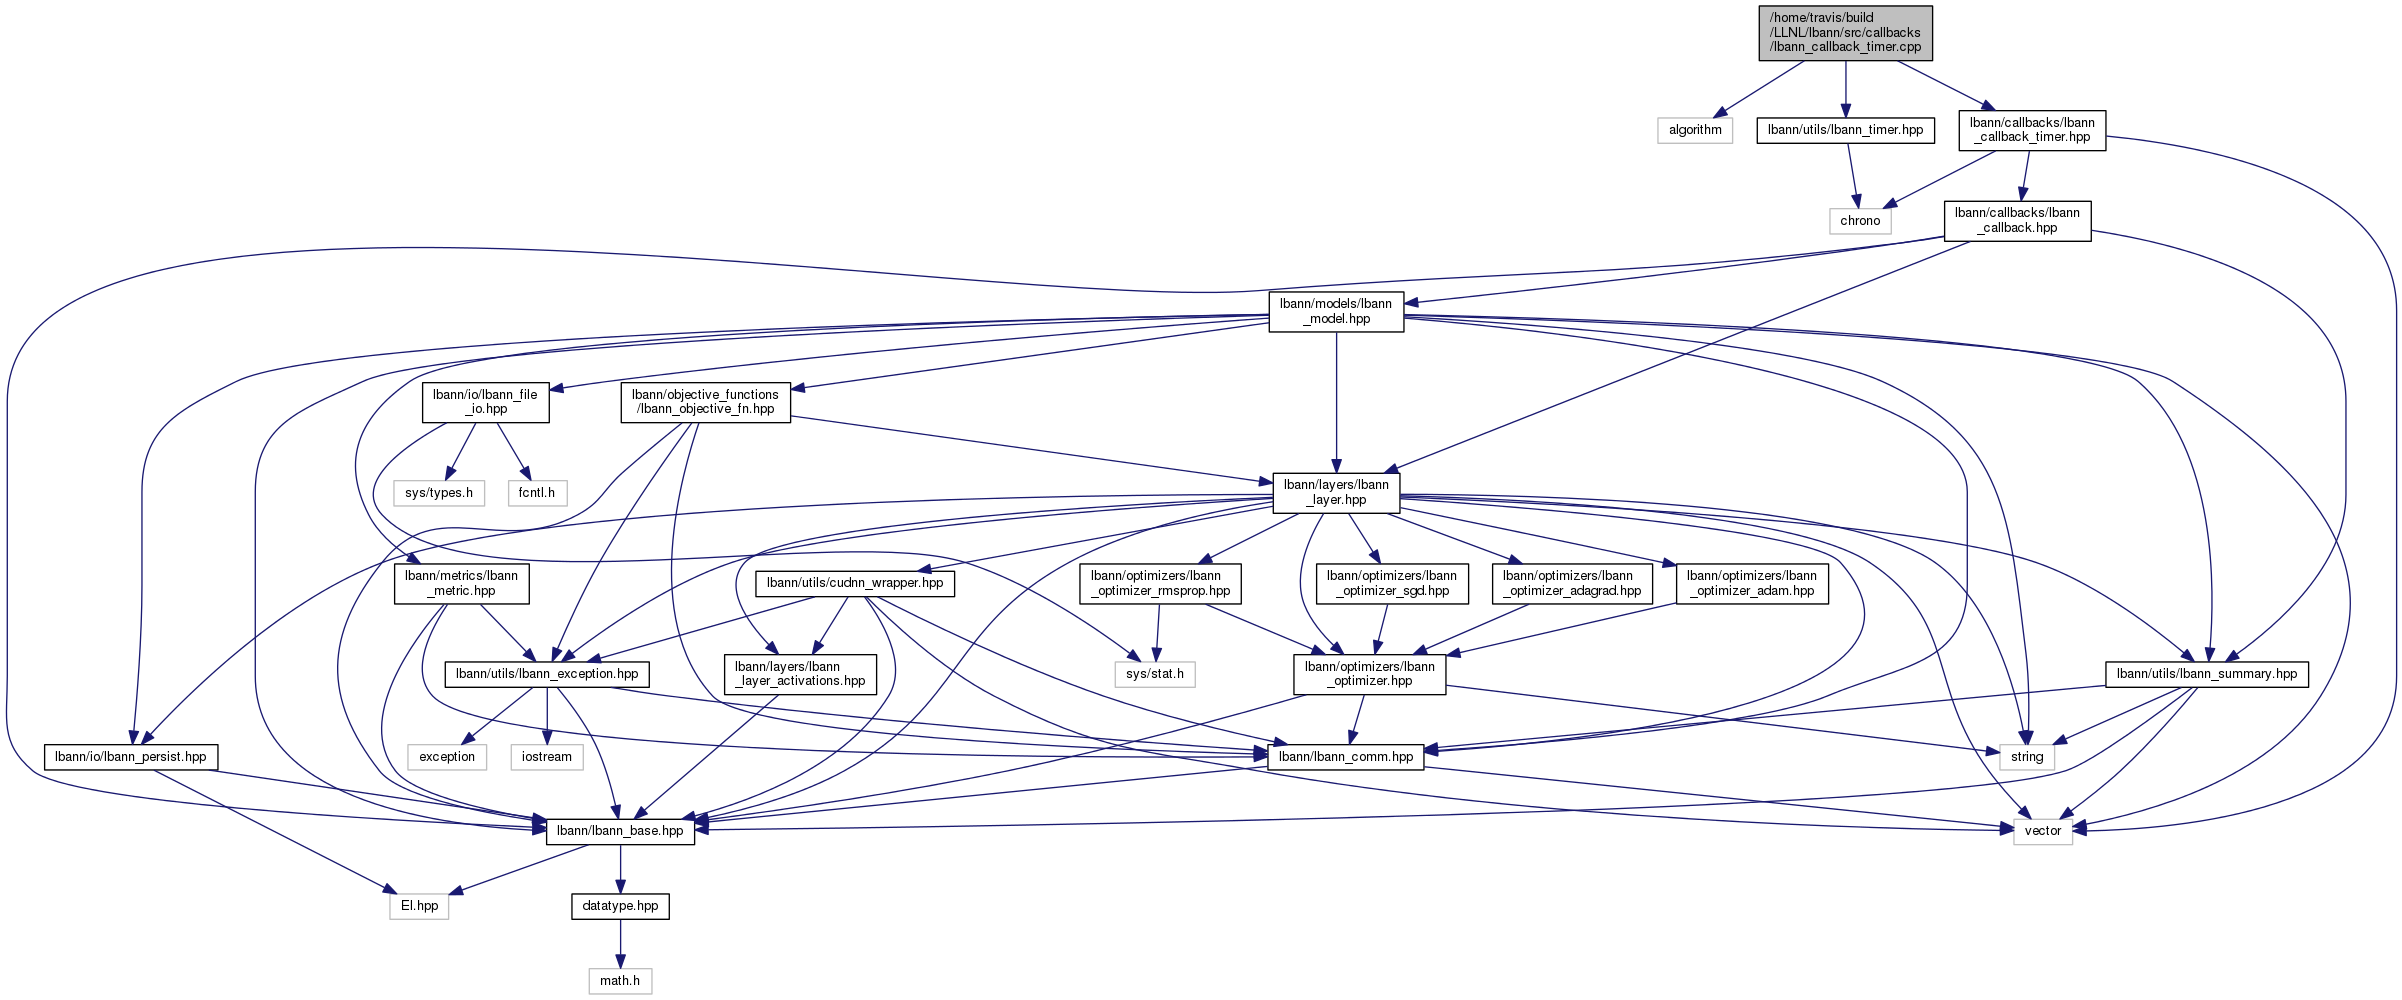 /home/travis/build
/LLNL/lbann/src/callbacks
/lbann_callback_timer.cpp
algorithm
lbann/utils/lbann_timer.hpp
lbann/callbacks/lbann
_callback_timer.hpp
chrono
lbann/callbacks/lbann
_callback.hpp
lbann/models/lbann
_model.hpp
lbann/io/lbann_file
_io.hpp
lbann/objective_functions
/lbann_objective_fn.hpp
sys/types.h
fcntl.h
lbann/layers/lbann
_layer.hpp
lbann/metrics/lbann
_metric.hpp
lbann/utils/cudnn_wrapper.hpp
lbann/optimizers/lbann
_optimizer_rmsprop.hpp
lbann/optimizers/lbann
_optimizer_sgd.hpp
lbann/optimizers/lbann
_optimizer_adagrad.hpp
lbann/optimizers/lbann
_optimizer_adam.hpp
lbann/utils/lbann_exception.hpp
lbann/layers/lbann
_layer_activations.hpp
sys/stat.h
lbann/optimizers/lbann
_optimizer.hpp
lbann/utils/lbann_summary.hpp
lbann/io/lbann_persist.hpp
exception
iostream
lbann/lbann_comm.hpp
string
lbann/lbann_base.hpp
vector
El.hpp
datatype.hpp
math.h